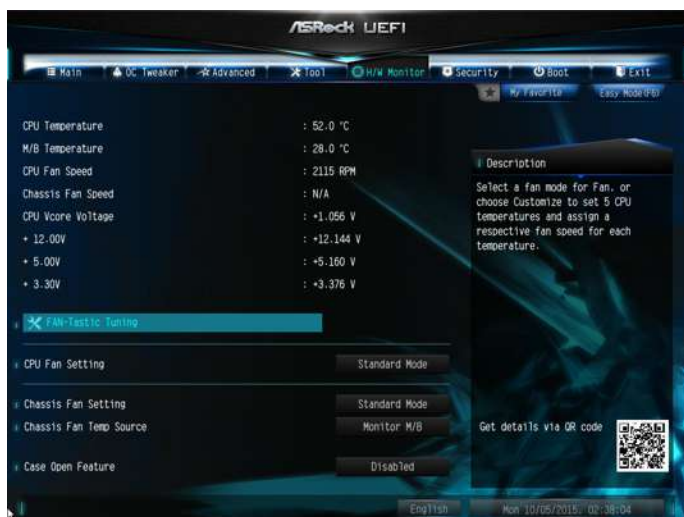 ASRock UEFI
Main OC Tweaker Advanced Tool H/W Monitor Security Boot Exit
My Favorite Easy Mode(F6)
CPU Temperature : 52.0 °C
M/B Temperature : 28.0 °C
CPU Fan Speed : 2115 RPM
Chassis Fan Speed : N/A
CPU Vcore Voltage : +1.056 V
+ 12.00V : +12.144 V
+ 5.00V : +5.160 V
+ 3.30V : +3.376 V
FAN-Tastic Tuning
CPU Fan Setting Standard Mode
Chassis Fan Setting Standard Mode
Chassis Fan Temp Source Monitor M/B
Case Open Feature Disabled
Description
Select a fan mode for Fan. or
choose Customize to set 5 CPU
temperatures and assign a
respective fan speed for each
temperature.
Get details via QR code
English Mon 10/05/2015. 02:38:04